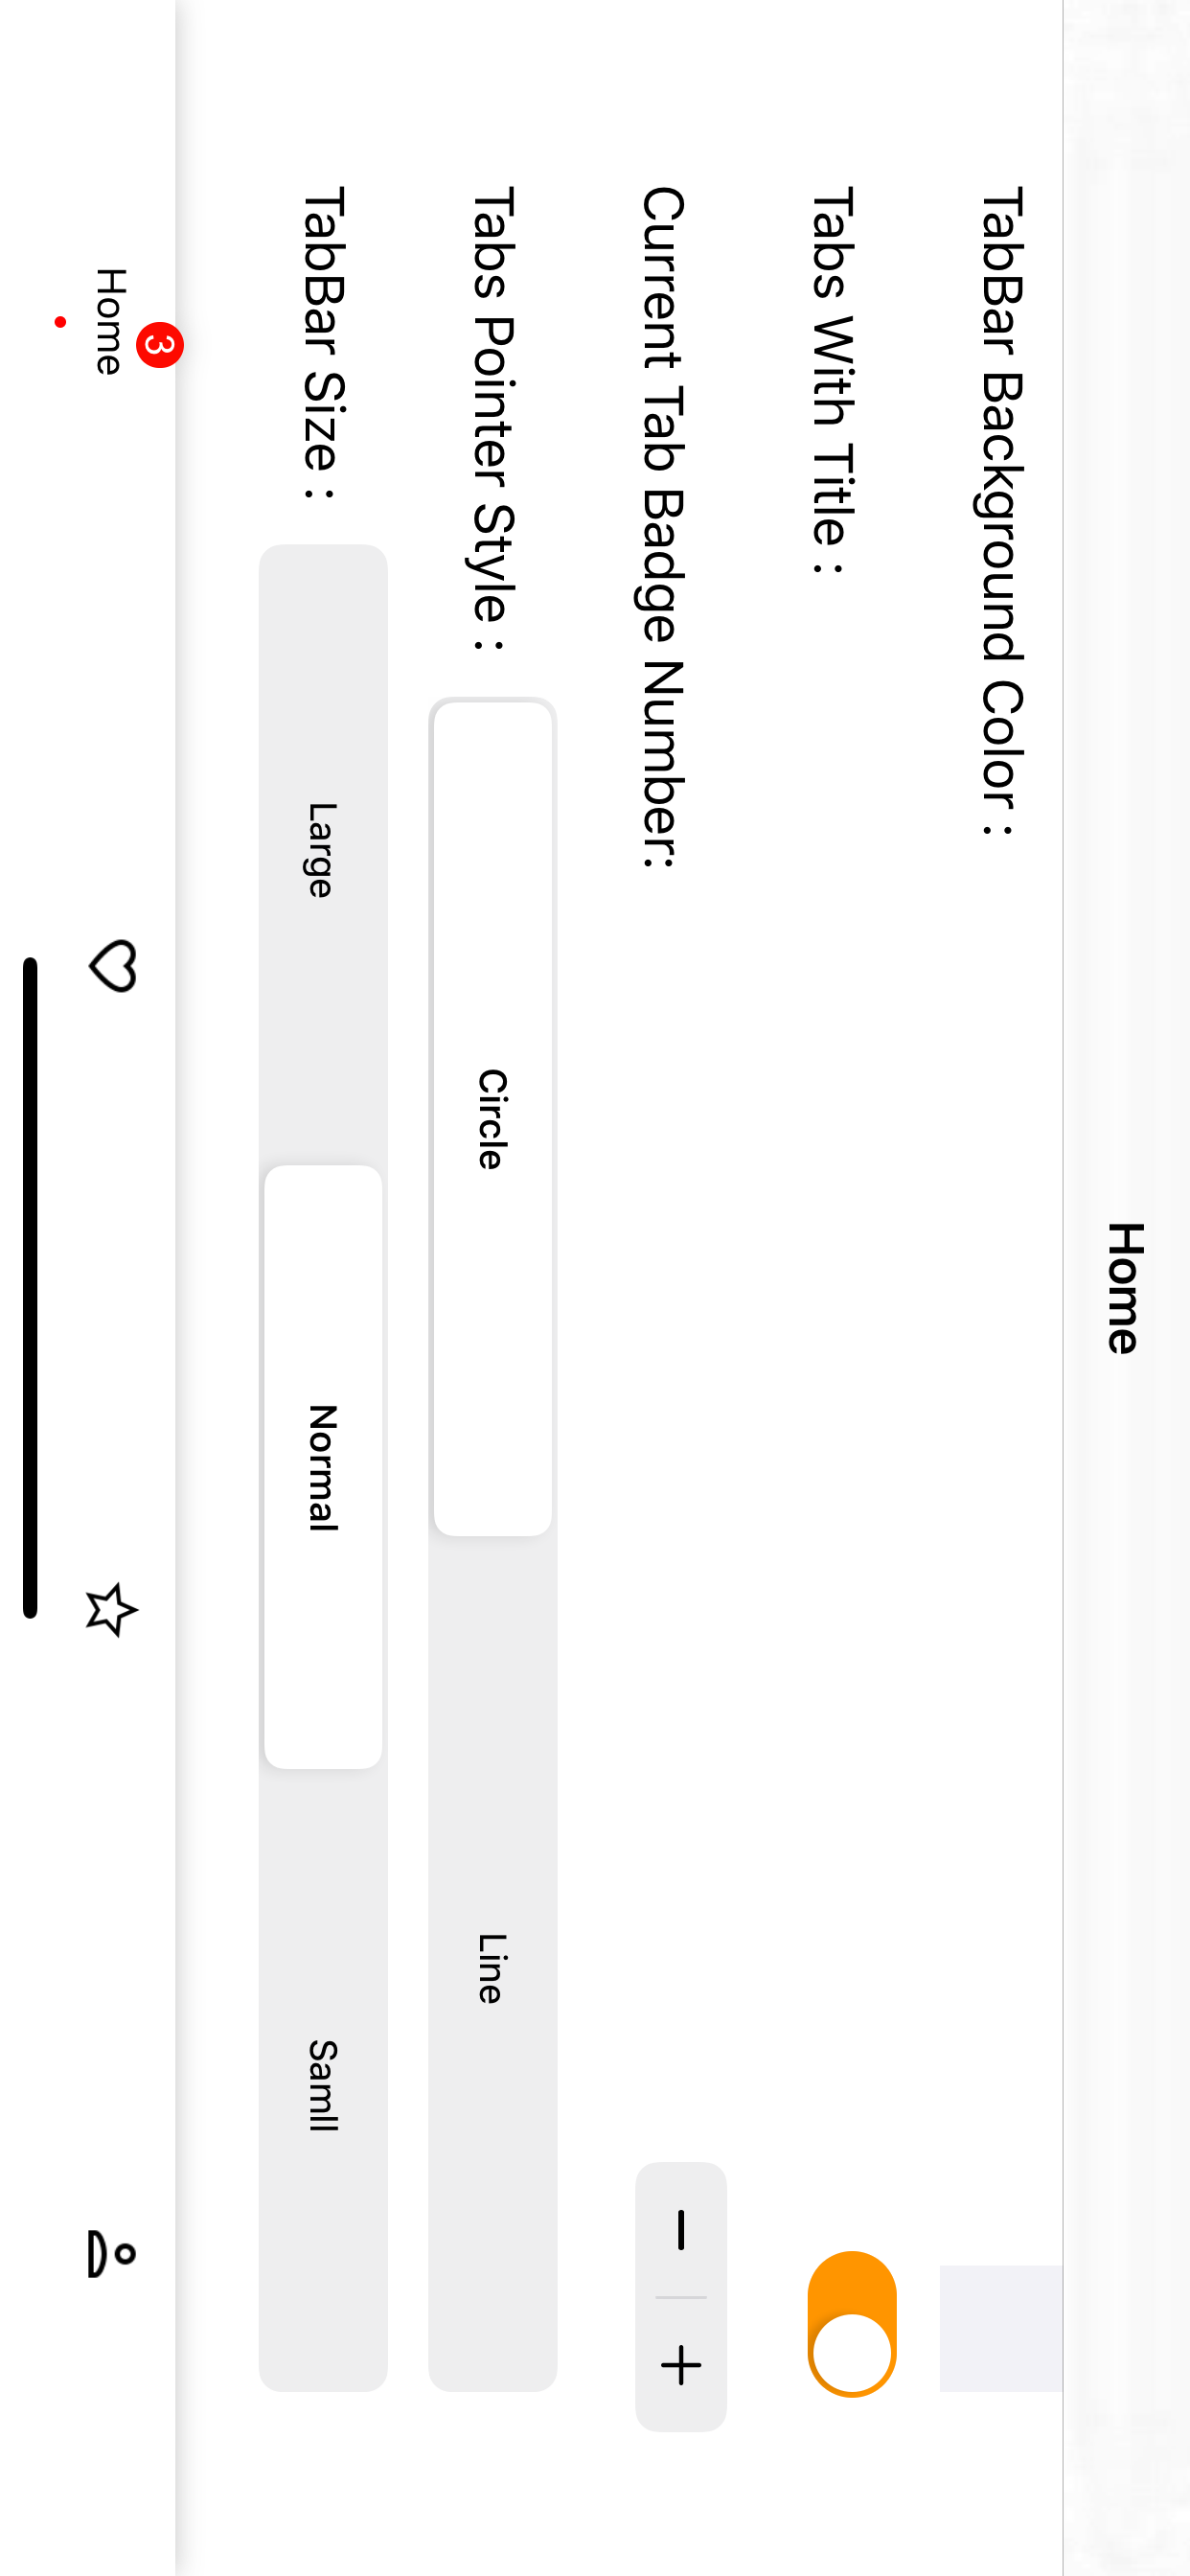 Home
TabBar Background Color :
Tabs With Title :
Current Tab Badge Number:
Tabs Pointer Style :
Circle
Line
TabBar Size :
Large
Normal
Samll
3
Home